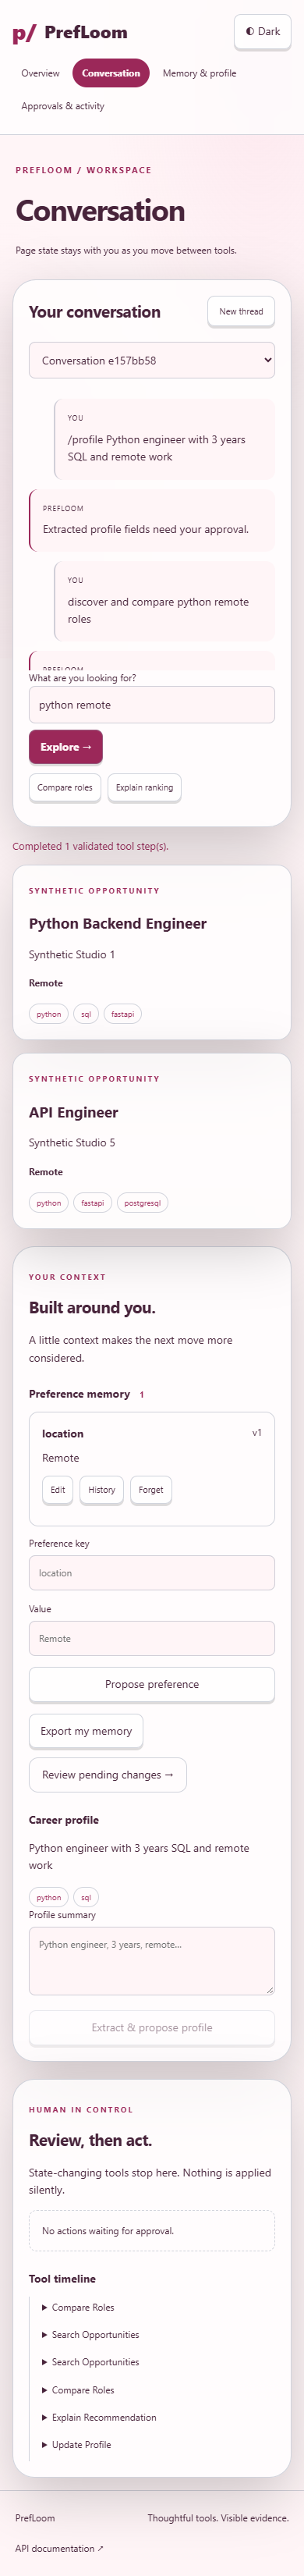 p/ PrefLoom
◐ Dark
Overview
Conversation
Memory & profile
Approvals & activity
PREFLOOM / WORKSPACE
Conversation
Page state stays with you as you move between tools.
Your conversation
New thread
Conversation e157bb58
YOU
/profile Python engineer with 3 years
SQL and remote work
PREFLOOM
Extracted profile fields need your approval.
YOU
discover and compare python remote
roles
PREFLOOM
What are you looking for?
python remote
Explore →
Compare roles
Explain ranking
Completed 1 validated tool step(s).
SYNTHETIC OPPORTUNITY
Python Backend Engineer
Synthetic Studio 1
Remote
python
sql
fastapi
SYNTHETIC OPPORTUNITY
API Engineer
Synthetic Studio 5
Remote
python
fastapi
postgresql
YOUR CONTEXT
Built around you.
A little context makes the next move more
considered.
Preference memory 1
location
v1
Remote
Edit
History
Forget
Preference key
location
Value
Remote
Propose preference
Export my memory
Review pending changes →
Career profile
Python engineer with 3 years SQL and remote
work
python
sql
Profile summary
Python engineer, 3 years, remote...
Extract & propose profile
HUMAN IN CONTROL
Review, then act.
State-changing tools stop here. Nothing is applied
silently.
No actions waiting for approval.
Tool timeline
▶ Compare Roles
▶ Search Opportunities
▶ Search Opportunities
▶ Compare Roles
▶ Explain Recommendation
▶ Update Profile
PrefLoom
Thoughtful tools. Visible evidence.
API documentation ↗